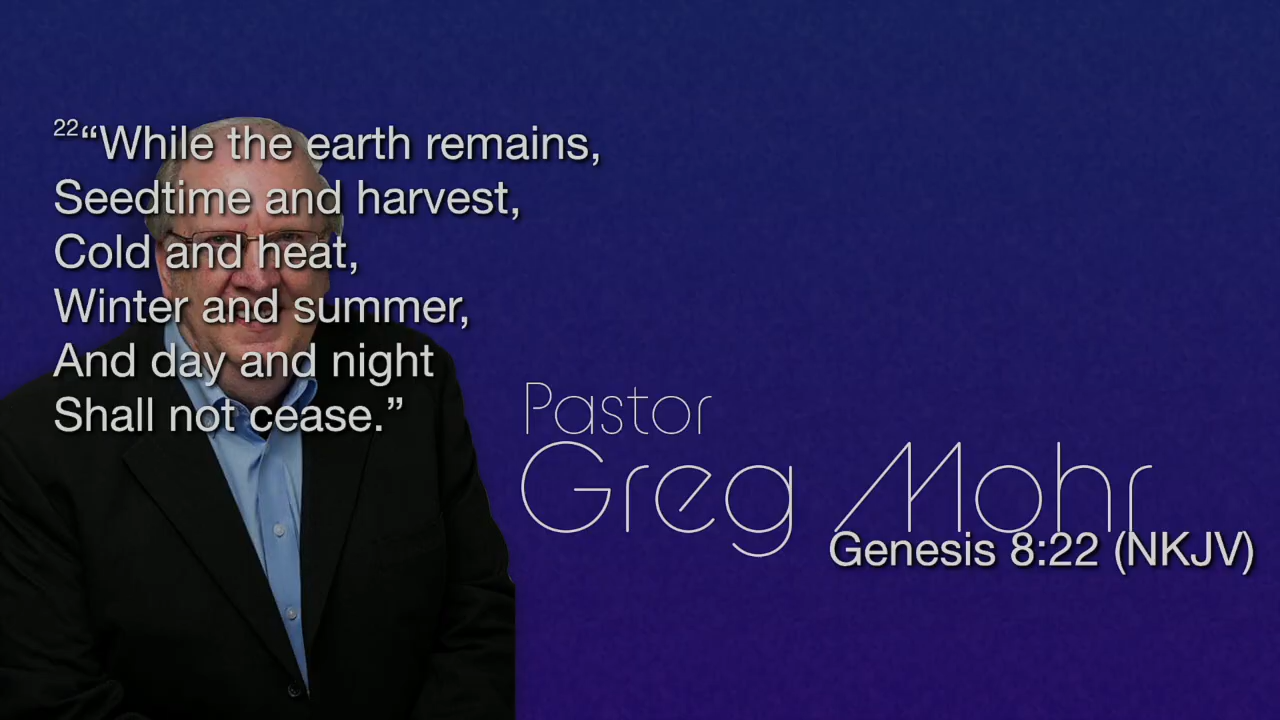 22“While the earth remains,
Seedtime and harvest,
Cold and heat,
Winter and summer,
And day and night
Shall not cease.”
Pastor
Greg Mohr
Genesis 8:22 (NKJV)